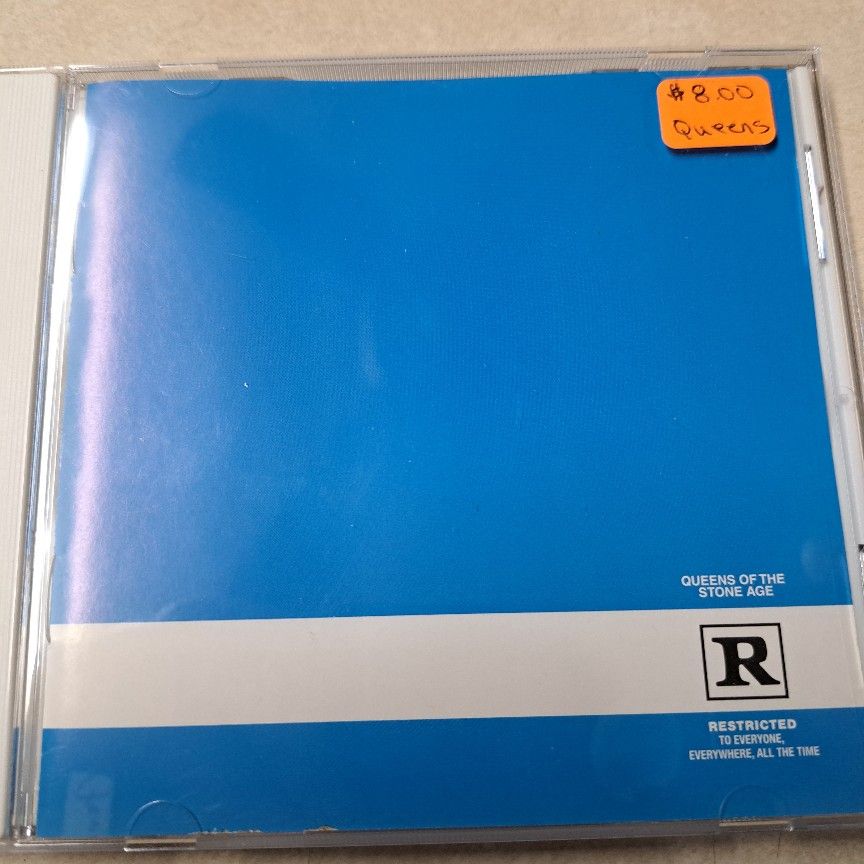 $8.00
Queens
QUEENS OF THE
STONE AGE
R
RESTRICTED
TO EVERYONE,
EVERYWHERE, ALL THE TIME